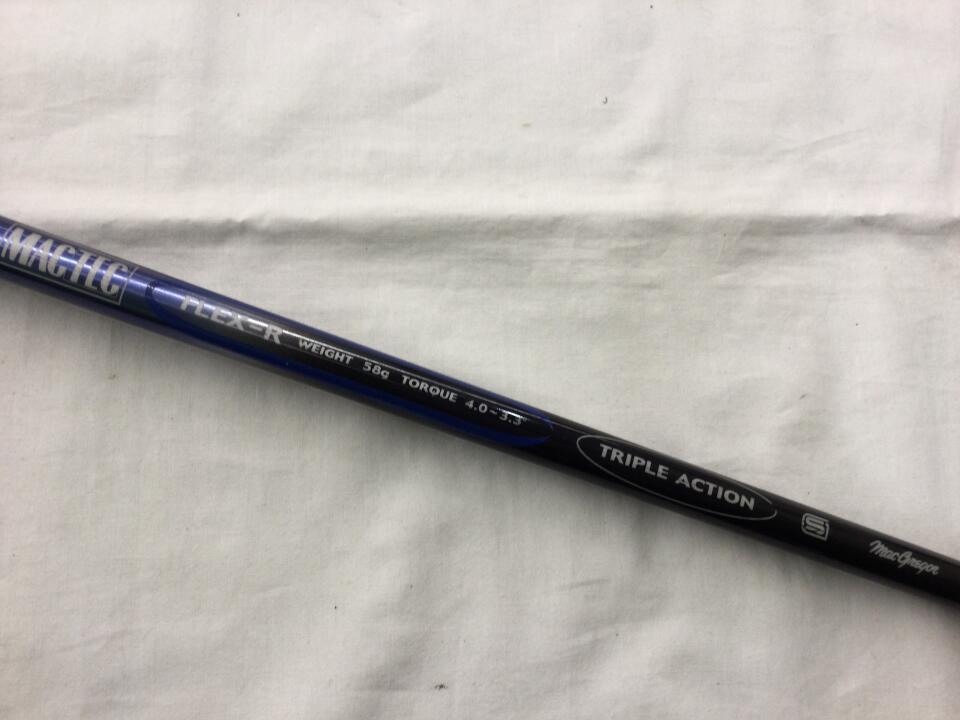 MACTEC
FLEX-R WEIGHT 58g TORQUE 4.0~3.3°
TRIPLE ACTION
S
MacGregor